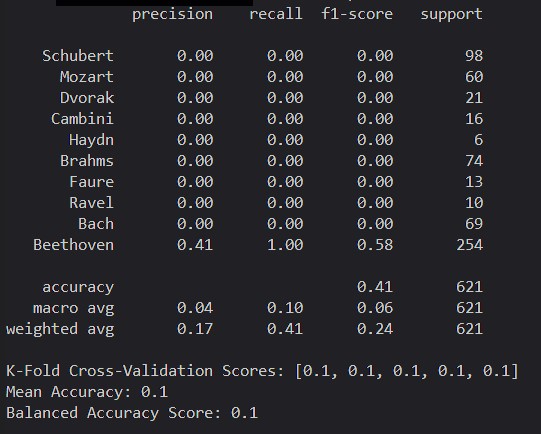 precision recall f1-score support
Schubert 0.00 0.00 0.00 98
Mozart 0.00 0.00 0.00 60
Dvorak 0.00 0.00 0.00 21
Cambini 0.00 0.00 0.00 16
Haydn 0.00 0.00 0.00 6
Brahms 0.00 0.00 0.00 74
Faure 0.00 0.00 0.00 13
Ravel 0.00 0.00 0.00 10
Bach 0.00 0.00 0.00 69
Beethoven 0.41 1.00 0.58 254
accuracy 0.41 621
macro avg 0.04 0.10 0.06 621
weighted avg 0.17 0.41 0.24 621
K-Fold Cross-Validation Scores: [0.1, 0.1, 0.1, 0.1, 0.1]
Mean Accuracy: 0.1
Balanced Accuracy Score: 0.1